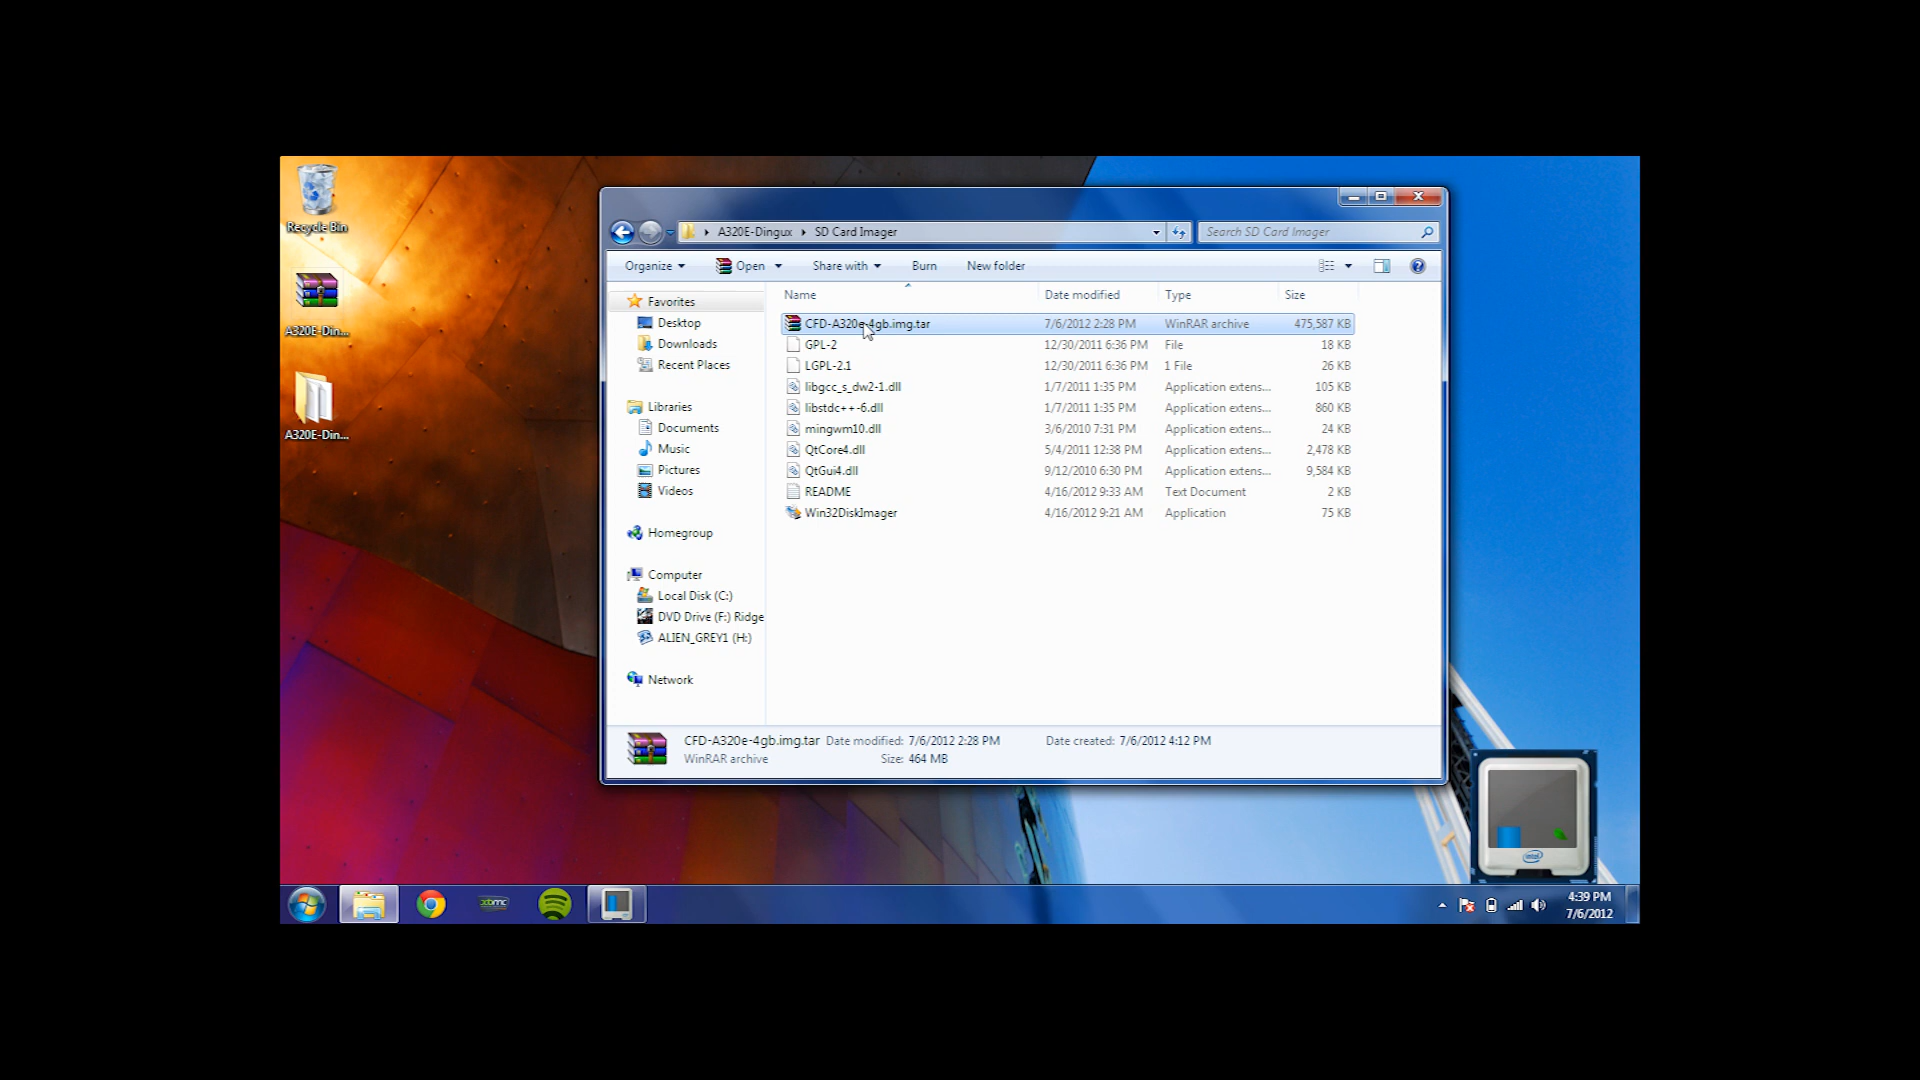 Recycle Bin
A320E-Din...
A320E-Din...
A320E-Dingux
SD Card Imager
Search SD Card Imager
Organize
Open
Share with
Burn
New folder
Name
Date modified
Type
Size
Favorites
Desktop
Downloads
Recent Places
Libraries
Documents
Music
Pictures
Videos
Homegroup
Computer
Local Disk (C:)
DVD Drive (F:) Ridge
ALIEN_GREY1 (H:)
Network
CFD-A320e-4gb.img.tar 7/6/2012 2:28 PM WinRAR archive 475,587 KB
GPL-2 12/30/2011 6:36 PM File 18 KB
LGPL-2.1 12/30/2011 6:36 PM 1 File 26 KB
libgcc_s_dw2-1.dll 1/7/2011 1:35 PM Application extens... 105 KB
libstdc++-6.dll 1/7/2011 1:35 PM Application extens... 860 KB
mingwm10.dll 3/6/2010 7:31 PM Application extens... 24 KB
QtCore4.dll 5/4/2011 12:38 PM Application extens... 2,478 KB
QtGui4.dll 9/12/2010 6:30 PM Application extens... 9,584 KB
README 4/16/2012 9:33 AM Text Document 2 KB
Win32DiskImager 4/16/2012 9:21 AM Application 75 KB
CFD-A320e-4gb.img.tar Date modified: 7/6/2012 2:28 PM Date created: 7/6/2012 4:12 PM
WinRAR archive Size: 464 MB
intel
xbmc
4:39 PM
7/6/2012